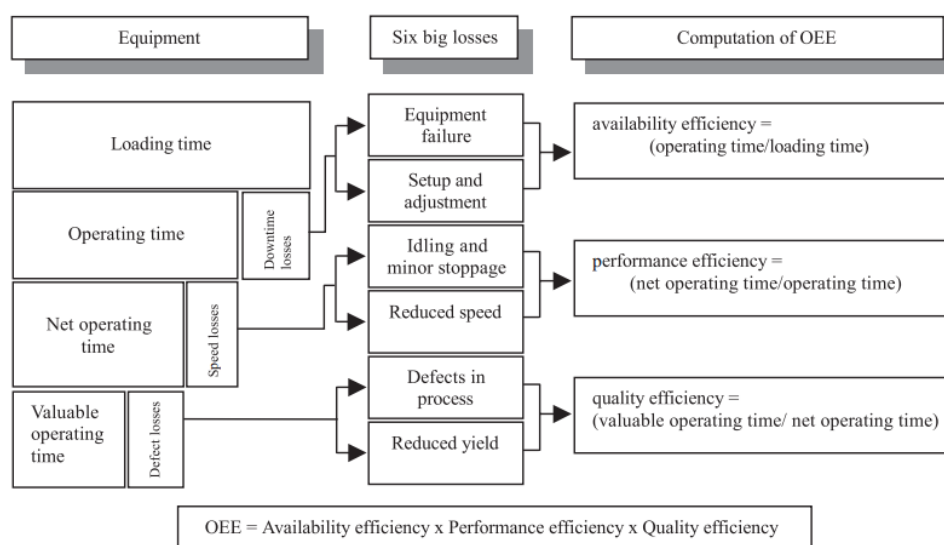 Equipment
Six big losses
Computation of OEE
Loading time
Operating time
Downtime
losses
Net operating
time
Speed losses
Valuable
operating
time
Defect losses
Equipment
failure
Setup and
adjustment
Idling and
minor stoppage
Reduced speed
Defects in
process
Reduced yield
availability efficiency =
(operating time/loading time)
performance efficiency =
(net operating time/operating time)
quality efficiency =
(valuable operating time/ net operating time)
OEE = Availability efficiency x Performance efficiency x Quality efficiency